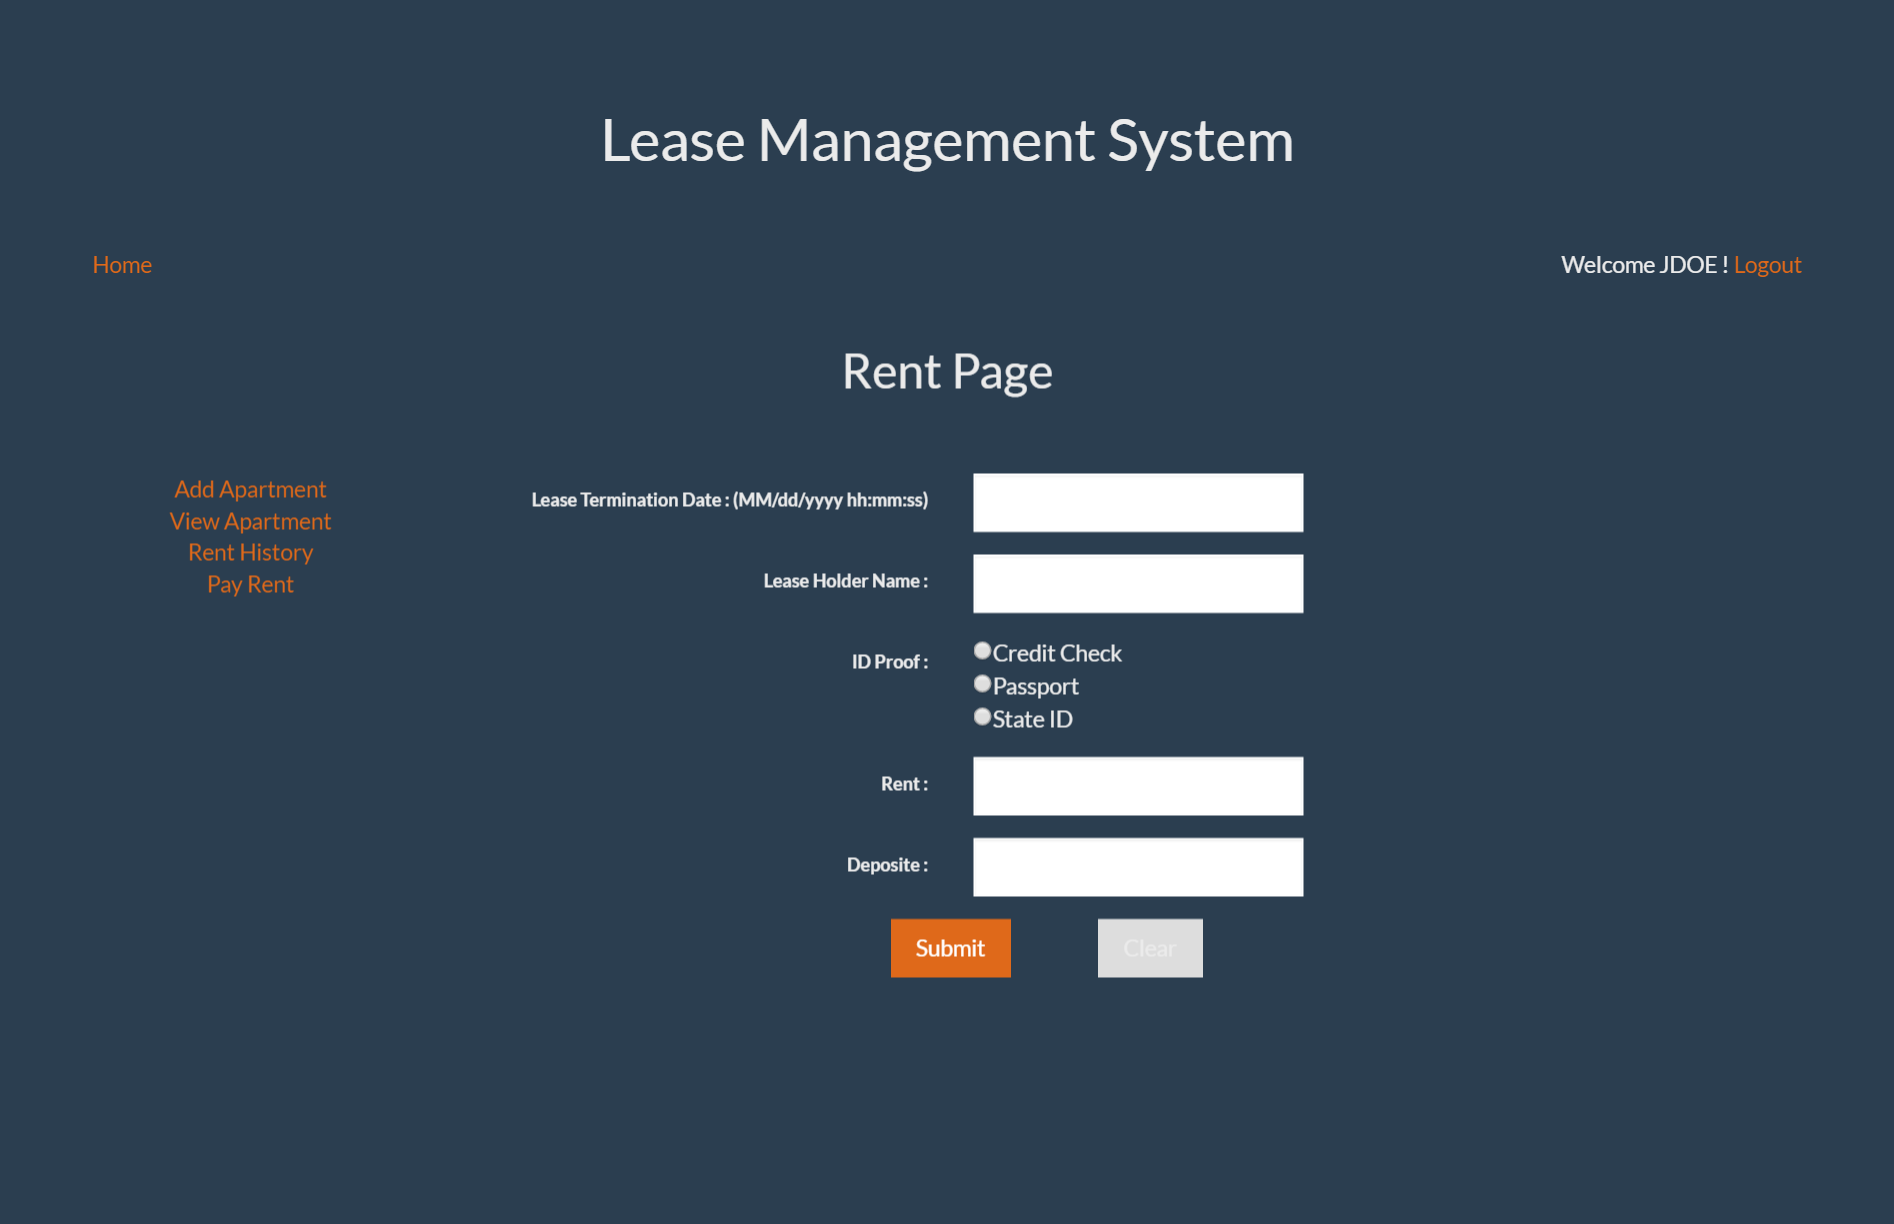 Lease Management System
Home
Welcome JDOE ! Logout
Rent Page
Add Apartment
View Apartment
Rent History
Pay Rent
Lease Termination Date : (MM/dd/yyyy hh:mm:ss)
Lease Holder Name :
ID Proof :
Credit Check
Passport
State ID
Rent :
Deposite :
Submit
Clear